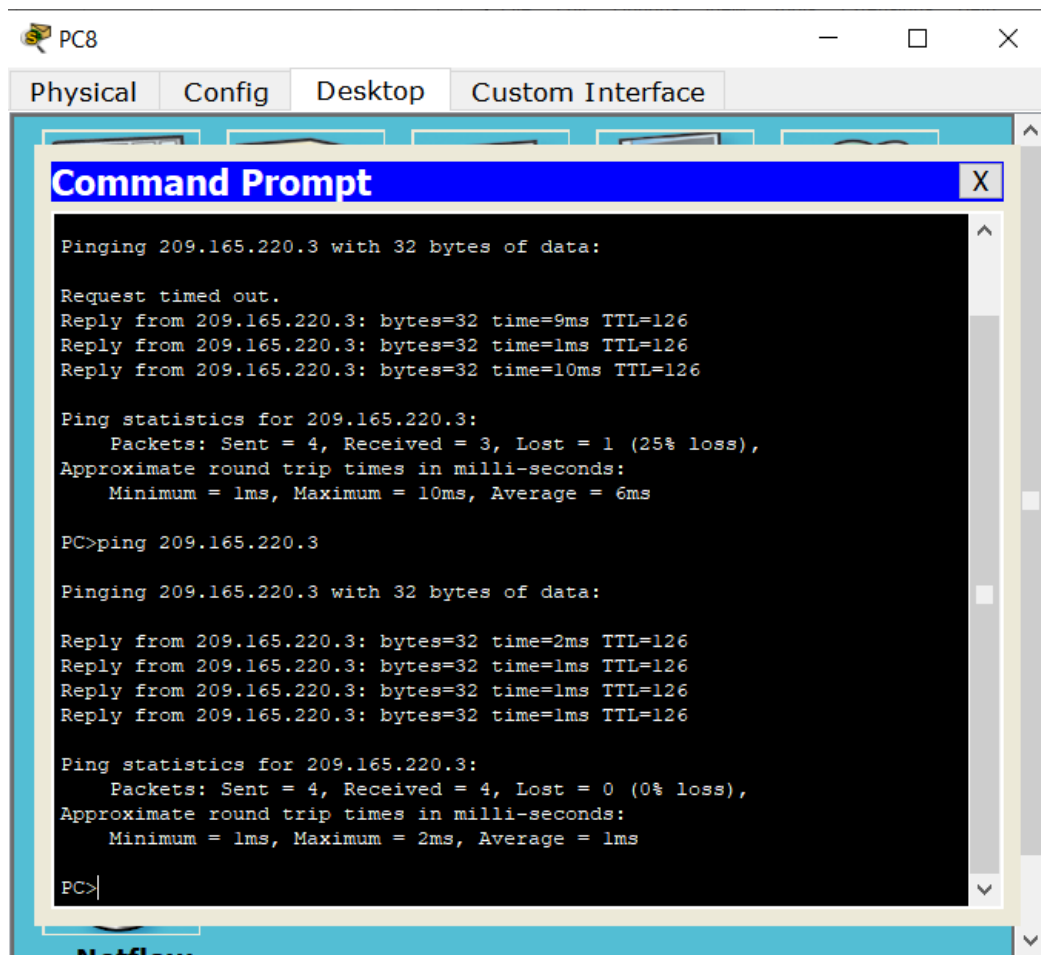 PC8
Physical Config Desktop Custom Interface
Command Prompt X
Pinging 209.165.220.3 with 32 bytes of data:
Request timed out.
Reply from 209.165.220.3: bytes=32 time=9ms TTL=126
Reply from 209.165.220.3: bytes=32 time=1ms TTL=126
Reply from 209.165.220.3: bytes=32 time=10ms TTL=126
Ping statistics for 209.165.220.3:
Packets: Sent = 4, Received = 3, Lost = 1 (25% loss),
Approximate round trip times in milli-seconds:
Minimum = 1ms, Maximum = 10ms, Average = 6ms
PC>ping 209.165.220.3
Pinging 209.165.220.3 with 32 bytes of data:
Reply from 209.165.220.3: bytes=32 time=2ms TTL=126
Reply from 209.165.220.3: bytes=32 time=1ms TTL=126
Reply from 209.165.220.3: bytes=32 time=1ms TTL=126
Reply from 209.165.220.3: bytes=32 time=1ms TTL=126
Ping statistics for 209.165.220.3:
Packets: Sent = 4, Received = 4, Lost = 0 (0% loss),
Approximate round trip times in milli-seconds:
Minimum = 1ms, Maximum = 2ms, Average = 1ms
PC>
Netflow